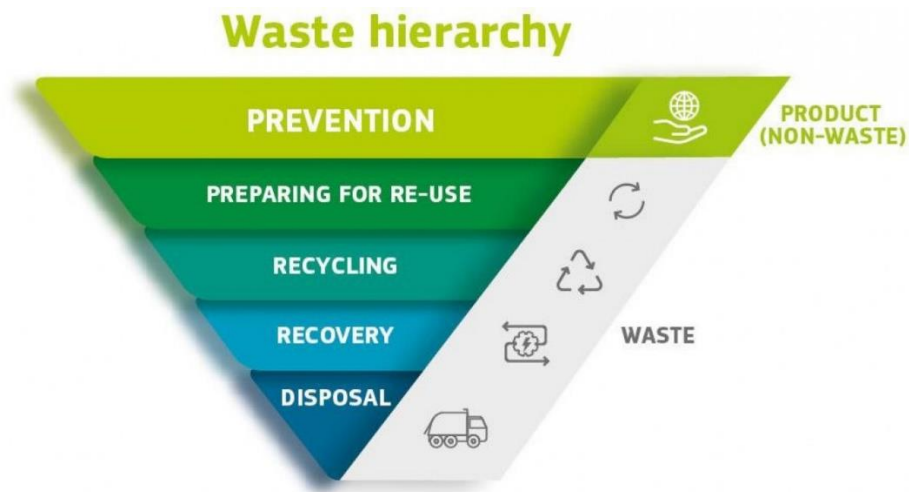 Waste hierarchy
PREVENTION
PRODUCT
(NON-WASTE)
PREPARING FOR RE-USE
RECYCLING
RECOVERY
WASTE
DISPOSAL